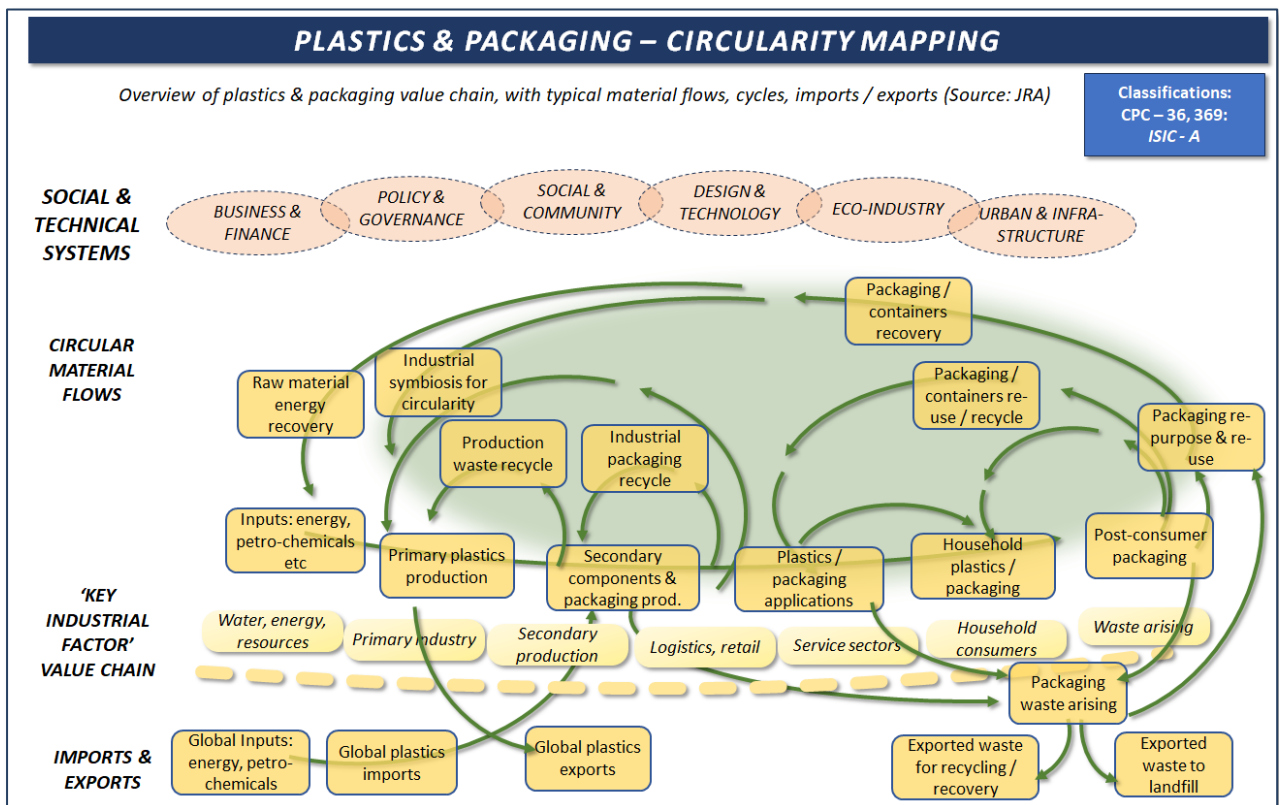 PLASTICS & PACKAGING – CIRCULARITY MAPPING
Overview of plastics & packaging value chain, with typical material flows, cycles, imports / exports (Source: JRA)
Classifications:
CPC – 36, 369:
ISIC - A
SOCIAL &
TECHNICAL
SYSTEMS
BUSINESS &
FINANCE
POLICY &
GOVERNANCE
SOCIAL &
COMMUNITY
DESIGN &
TECHNOLOGY
ECO-INDUSTRY
URBAN & INFRA-
STRUCTURE
CIRCULAR
MATERIAL
FLOWS
Packaging /
containers
recovery
Raw material
energy
recovery
Industrial
symbiosis for
circularity
Packaging /
containers re-
use / recycle
Packaging re-
purpose & re-
use
Production
waste recycle
Industrial
packaging
recycle
Inputs: energy,
petro-chemicals
etc
Primary plastics
production
Secondary
components &
packaging prod.
Plastics /
packaging
applications
Household
plastics /
packaging
Post-consumer
packaging
‘KEY
INDUSTRIAL
FACTOR’
VALUE CHAIN
Water, energy,
resources
Primary industry
Secondary
production
Logistics, retail
Service sectors
Household
consumers
Waste arising
Packaging
waste arising
IMPORTS &
EXPORTS
Global Inputs:
energy, petro-
chemicals
Global plastics
imports
Global plastics
exports
Exported waste
for recycling /
recovery
Exported
waste to
landfill